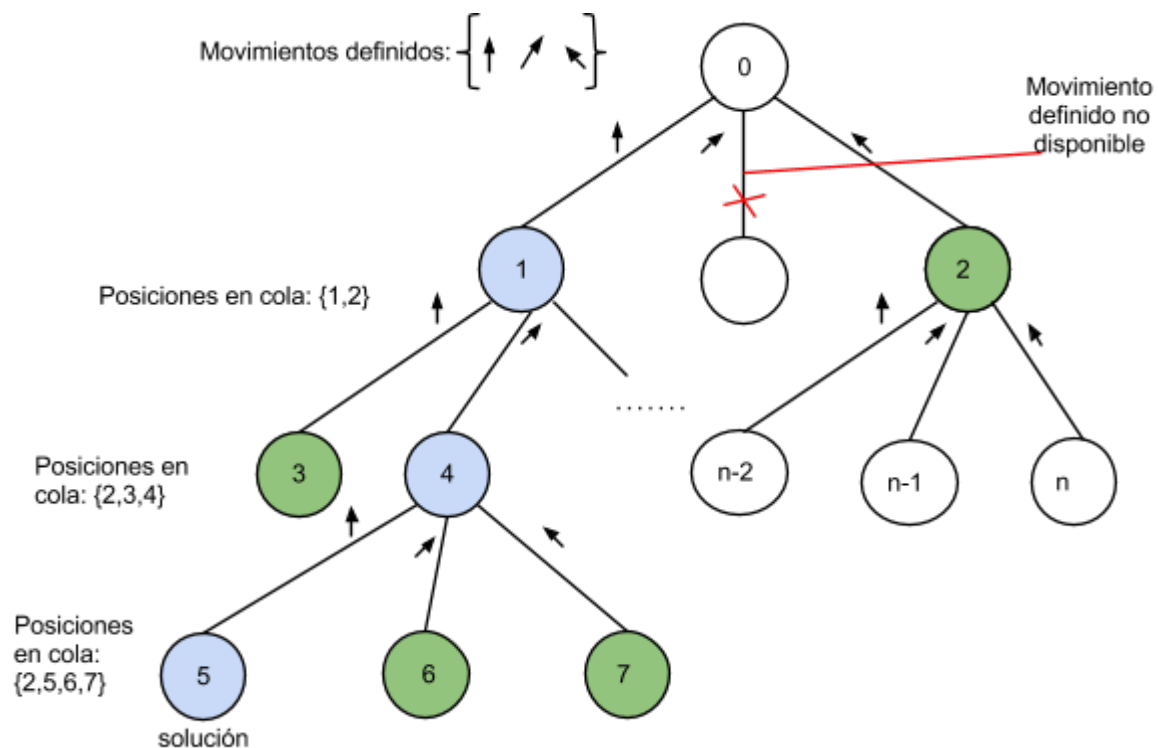 Movimientos definidos:
0
Movimiento
definido no
disponible
1
2
Posiciones en cola: {1,2}
.......
Posiciones en
cola: {2,3,4}
3
4
n-2
n-1
n
Posiciones
en cola:
{2,5,6,7}
5
6
7
solución